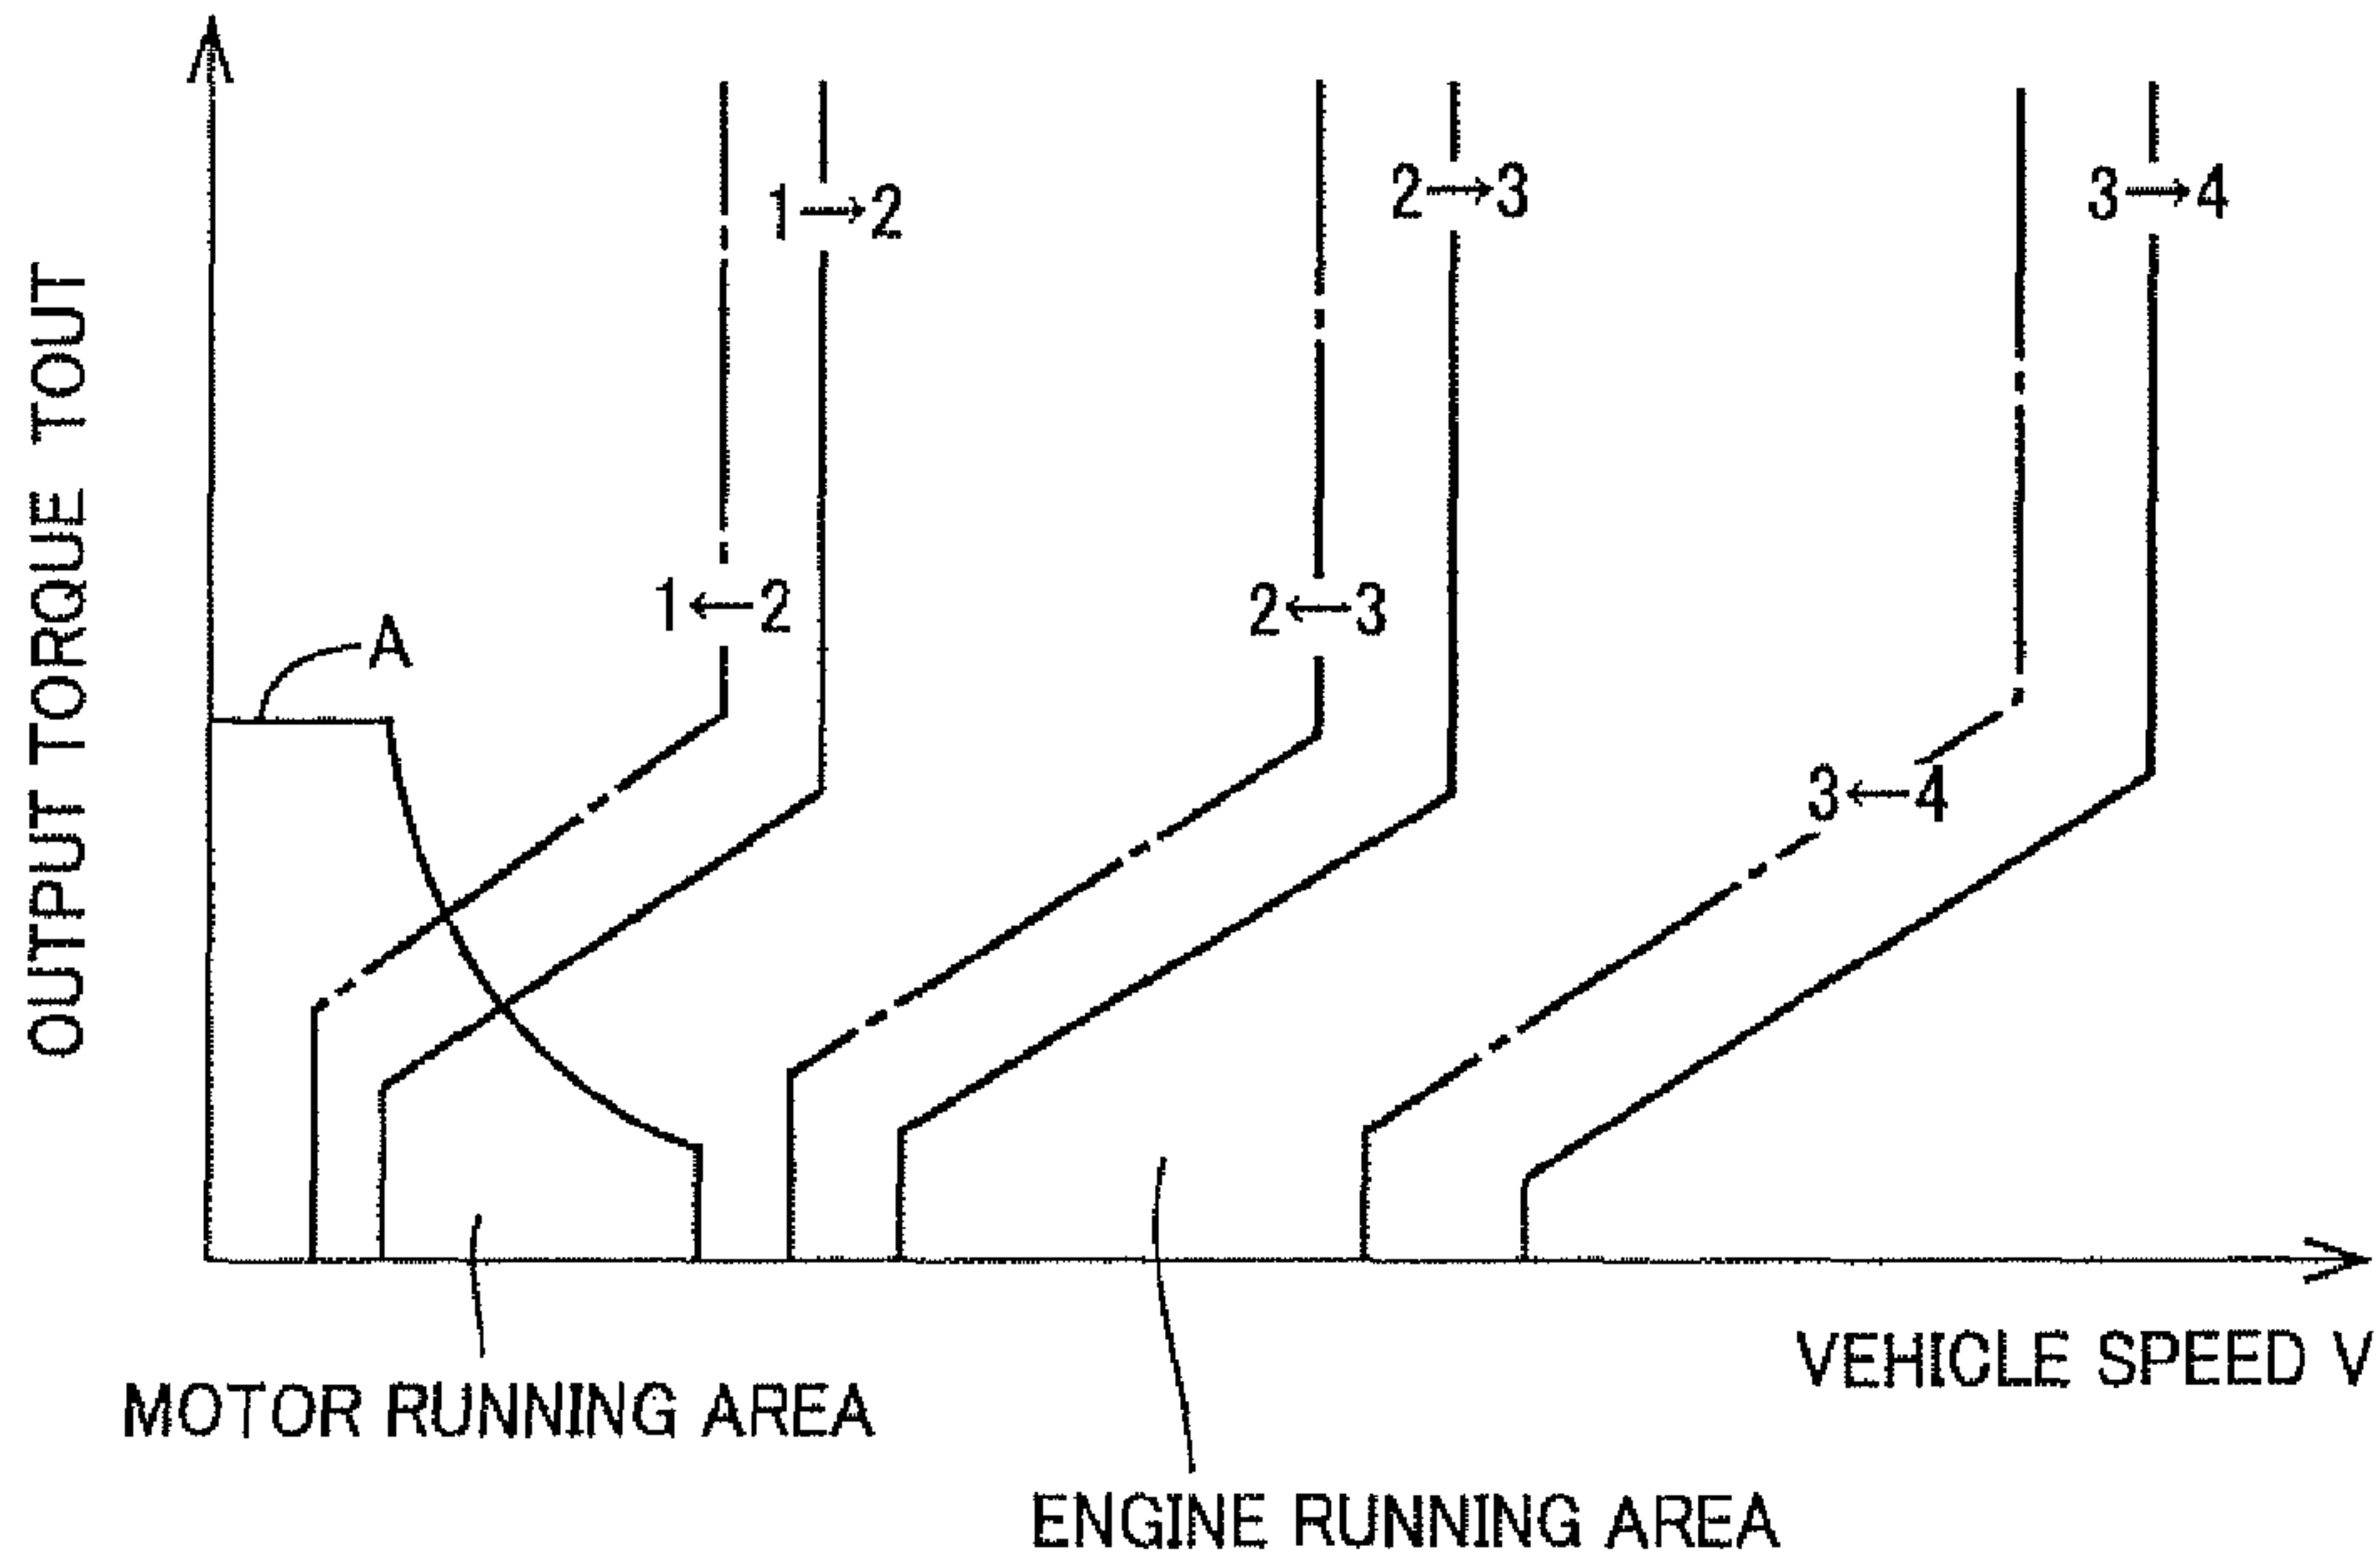 OUTPUT TORQUE TOUT
1→2
2→3
3→4
1←2
2←3
A
3←4
VEHICLE SPEED V
MOTOR RUNNING AREA
ENGINE RUNNING AREA